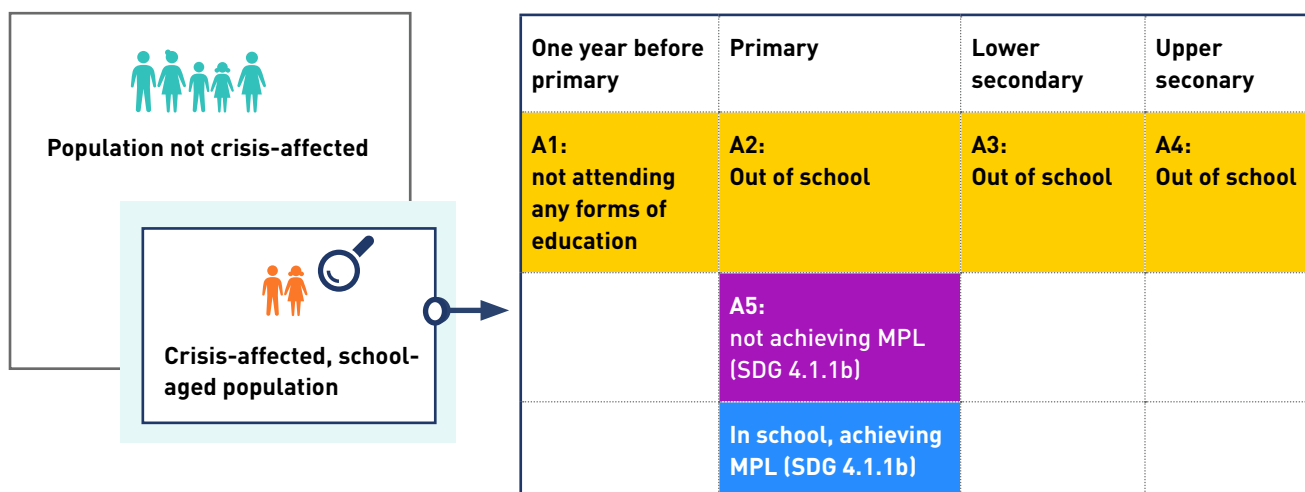 Population not crisis-affected
Crisis-affected, school-
aged population
One year before
primary
Primary
Lower
secondary
Upper
seconary
A1:
not attending
any forms of
education
A2:
Out of school
A3:
Out of school
A4:
Out of school
A5:
not achieving MPL
(SDG 4.1.1b)
In school, achieving
MPL (SDG 4.1.1b)